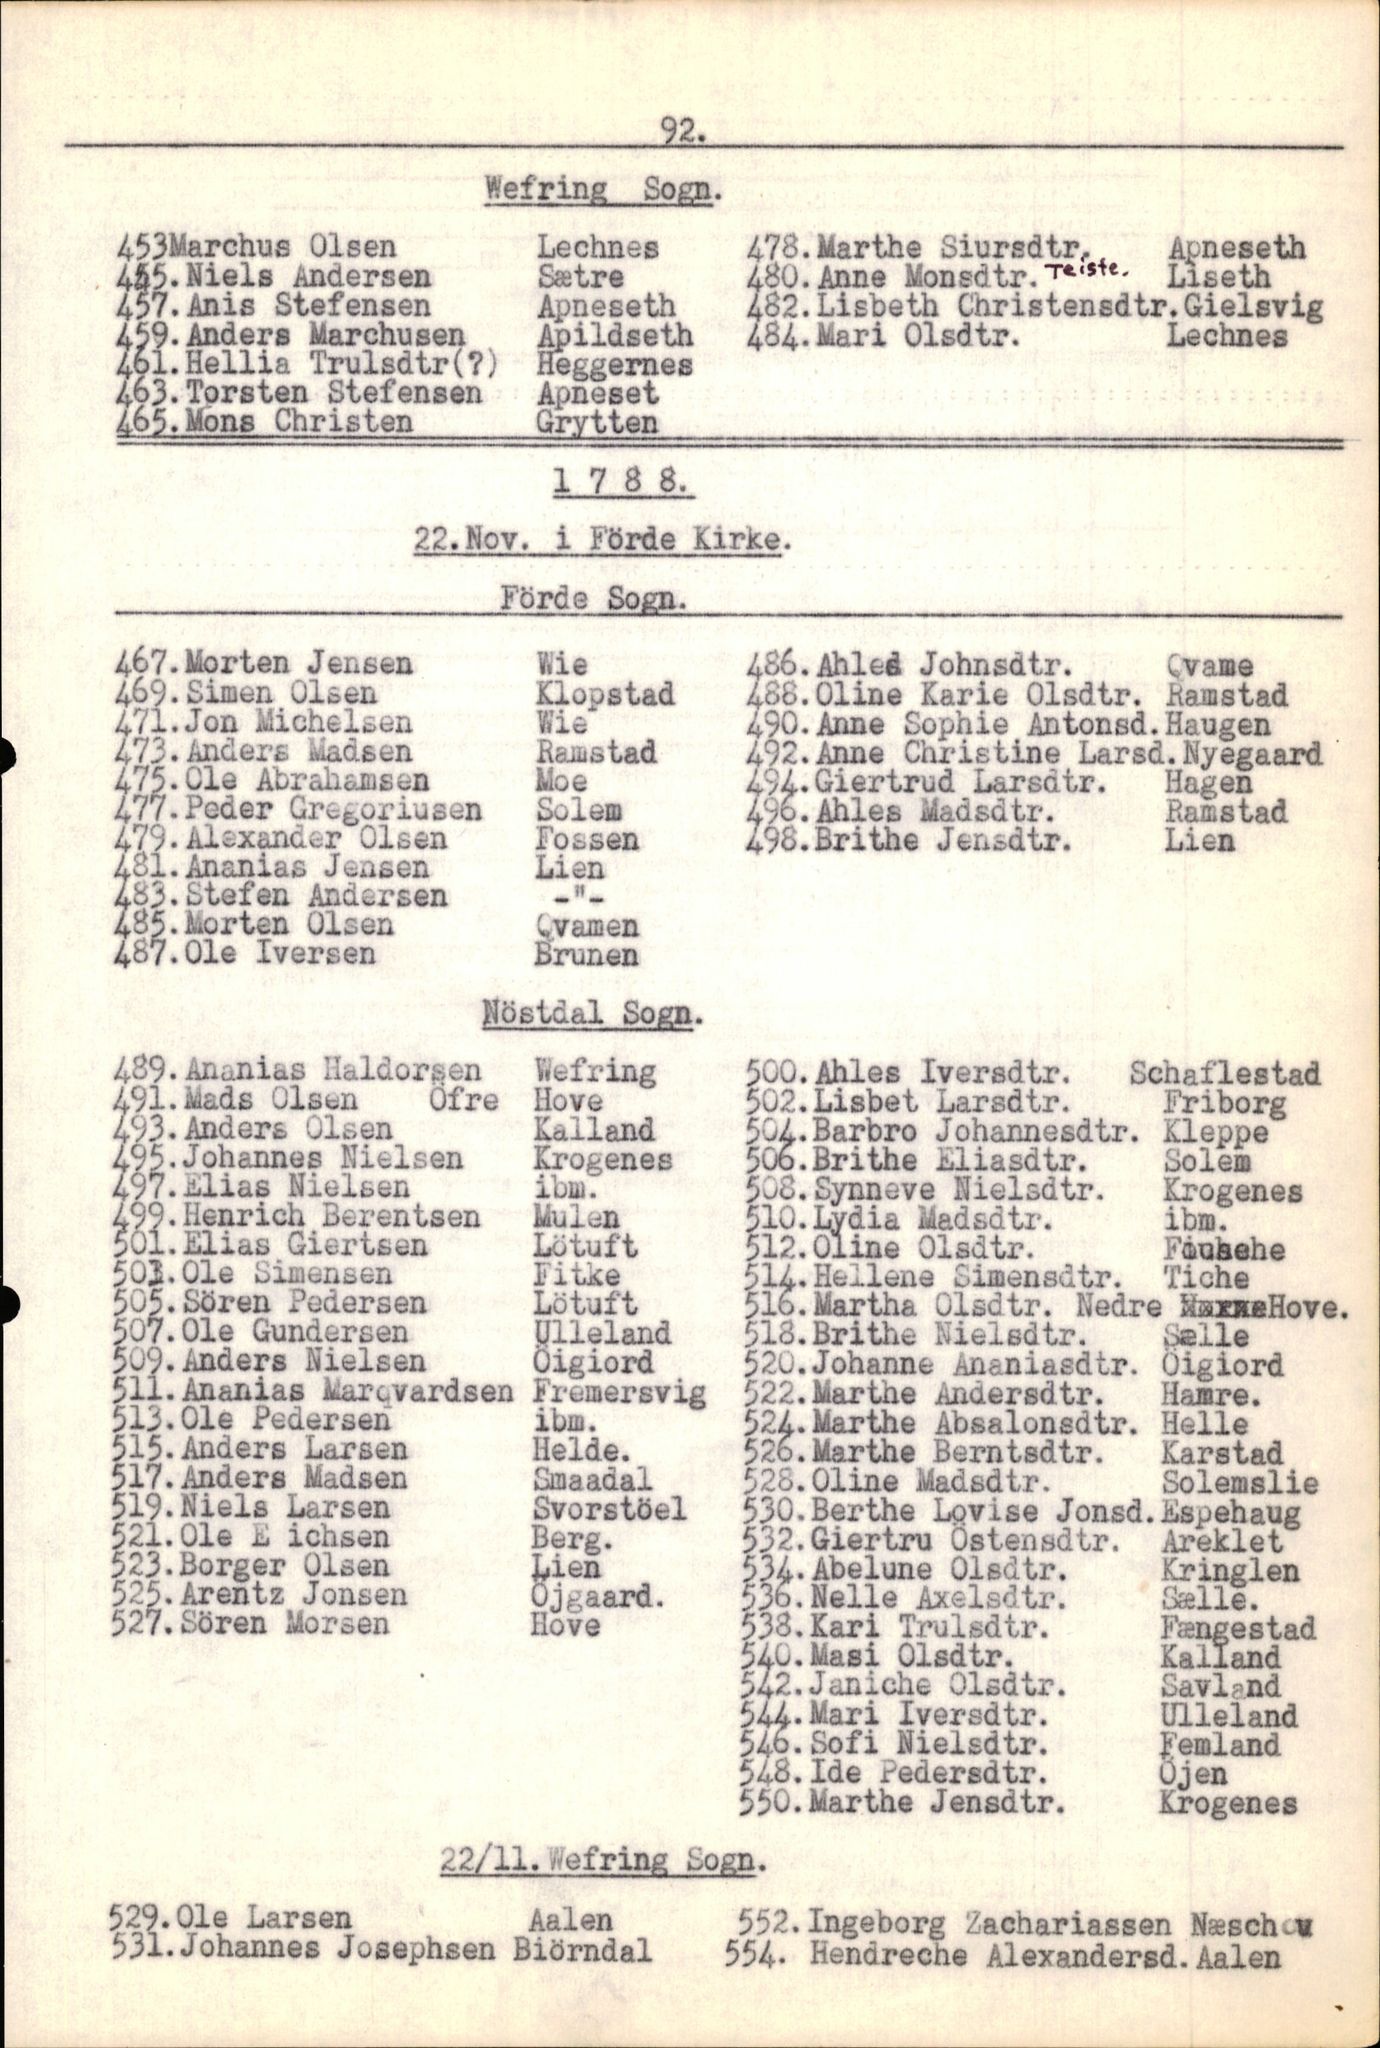 92.
Wefring Sogn.
453Marchus Olsen Lechnes 478.Marthe Siursdtr. Apneseth
455.Niels Andersen Sætre 480.Anne Monsdtr. Teiste. Liseth
457.Anis Stefensen Apneseth 482.Lisbeth Christensdtr.Gielsvig
459.Anders Marchusen Apildseth 484.Mari Olsdtr. Lechnes
461.Hellia Trulsdtr(?) Heggernes
463.Torsten Stefensen Apneset
465.Mons Christen Grytten
1788.
22.Nov. i Förde Kirke.
Förde Sogn.
467.Morten Jensen Wie 486.Ahles Johnsdtr. Qvame
469.Simen Olsen Klopstad 488.Oline Karie Olsdtr. Ramstad
471.Jon Michelsen Wie 490.Anne Sophie Antonsd.Haugen
473.Anders Madsen Ramstad 492.Anne Christine Larsd.Nyegaard
475.Ole Abrahamsen Moe 494.Giertrud Larsdtr. Hagen
477.Peder Gregoriusen Solem 496.Ahles Madsdtr. Ramstad
479.Alexander Olsen Fossen 498.Brithe Jensdtr. Lien
481.Ananias Jensen Lien
483.Stefen Andersen -"-
485.Morten Olsen Qvamen
487.Ole Iversen Brunen
Nöstdal Sogn.
489.Ananias Haldorsen Wefring 500.Ahles Iversdtr. Schaflestad
491.Mads Olsen Öfre Hove 502.Lisbet Larsdtr. Friborg
493.Anders Olsen Kalland 504.Barbro Johannesdtr. Kleppe
495.Johannes Nielsen Krogenes 506.Brithe Eliasdtr. Solem
497.Elias Nielsen ibm. 508.Synneve Nielsdtr. Krogenes
499.Henrich Berentsen Mulen 510.Lydia Madsdtr. ibm.
501.Elias Giertsen Lötuft 512.Oline Olsdtr.
503.Ole Simensen Fitke 514.Hellene Simensdtr. Tiche
505.Sören Pedersen Lötuft 516.Martha Olsdtr. Nedre Hove.
507.Ole Gundersen Ulleland 518.Brithe Nielsdtr. Sælle
509.Anders Nielsen Öigiord 520.Johanne Ananiasdtr. Öigiord
511.Ananias Marqvardsen Fremersvig 522.Marthe Andersdtr. Hamre.
513.Ole Pedersen ibm. 524.Marthe Absalonsdtr. Helle
515.Anders Larsen Helde. 526.Marthe Berntsdtr. Karstad
517.Anders Madsen Smaadal 528.Oline Madsdtr. Solemslie
519.Niels Larsen Svorstöel 530.Berthe Lovise Jonsd.Espehaug
521.Ole E ichsen Berg. 532.Giertru Östensdtr. Areklet
523.Borger Olsen Lien 534.Abelune Olsdtr. Kringlen
525.Arentz Jonsen Öjgaard. 536.Nelle Axelsdtr. Sælle.
527.Sören Morsen Hove 538.Kari Trulsdtr. Fængestad
540.Masi Olsdtr. Kalland
542.Janiche Olsdtr. Savland
544.Mari Iversdtr. Ulleland
546.Sofi Nielsdtr. Femland
548.Ide Pedersdtr. Öjen
550.Marthe Jensdtr. Krogenes
22/11.Wefring Sogn.
529.Ole Larsen Aalen 552.Ingeborg Zachariassen Næschou
531.Johannes Josephsen Biörndal 554. Hendreche Alexandersd.Aalen